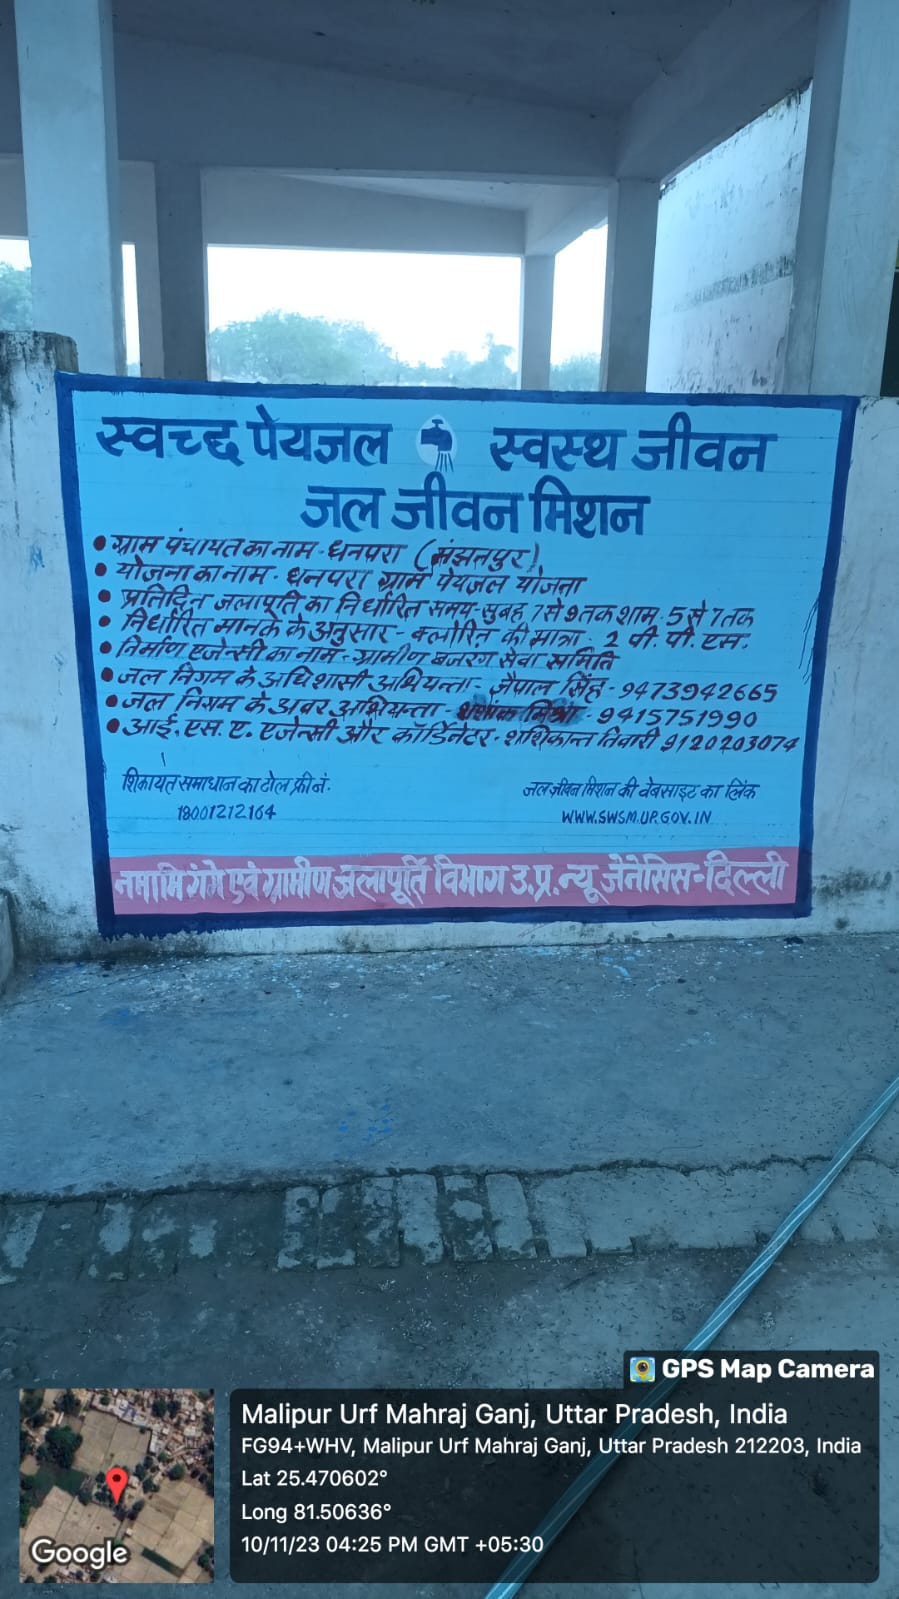 स्वच्छ पेयजल स्वस्थ जीवन
जल जीवन मिशन
• ग्राम पंचायत का नाम - धनपरा (मंझनपुर)
• योजना का नाम - धनपरा ग्राम पेयजल योजना
• प्रतिदिन जलापूर्ति का निर्धारित समय - सुबह 7 से 9 तक शाम - 5 से 7 तक
• निर्धारित मानक के अनुसार - क्लोरिन की मात्रा - 2 पी. पी. एम.
• निर्माण एजेन्सी का नाम - ग्रामीण बजरंग सेवा समिति
• जल निगम के अधिशासी अभियन्ता - जैपाल सिंह - 9473942665
• जल निगम के अवर अभियन्ता - शशांक मिश्रा - 9415751990
• आई. एस. ए. एजेन्सी और कॉर्डिनेटर - शशिकान्त तिवारी 9120203074
शिकायत समाधान का टोल फ्री नं.
18001212164
जल जीवन मिशन की वेबसाइट का लिंक
WWW.SWSM.UP.GOV.IN
नमामि गंगे एवं ग्रामीण जलापूर्ति विभाग उ.प्र. न्यू जेनेसिस - दिल्ली
GPS Map Camera
Malipur Urf Mahraj Ganj, Uttar Pradesh, India
FG94+WHV, Malipur Urf Mahraj Ganj, Uttar Pradesh 212203, India
Lat 25.470602°
Long 81.50636°
10/11/23 04:25 PM GMT +05:30
Google